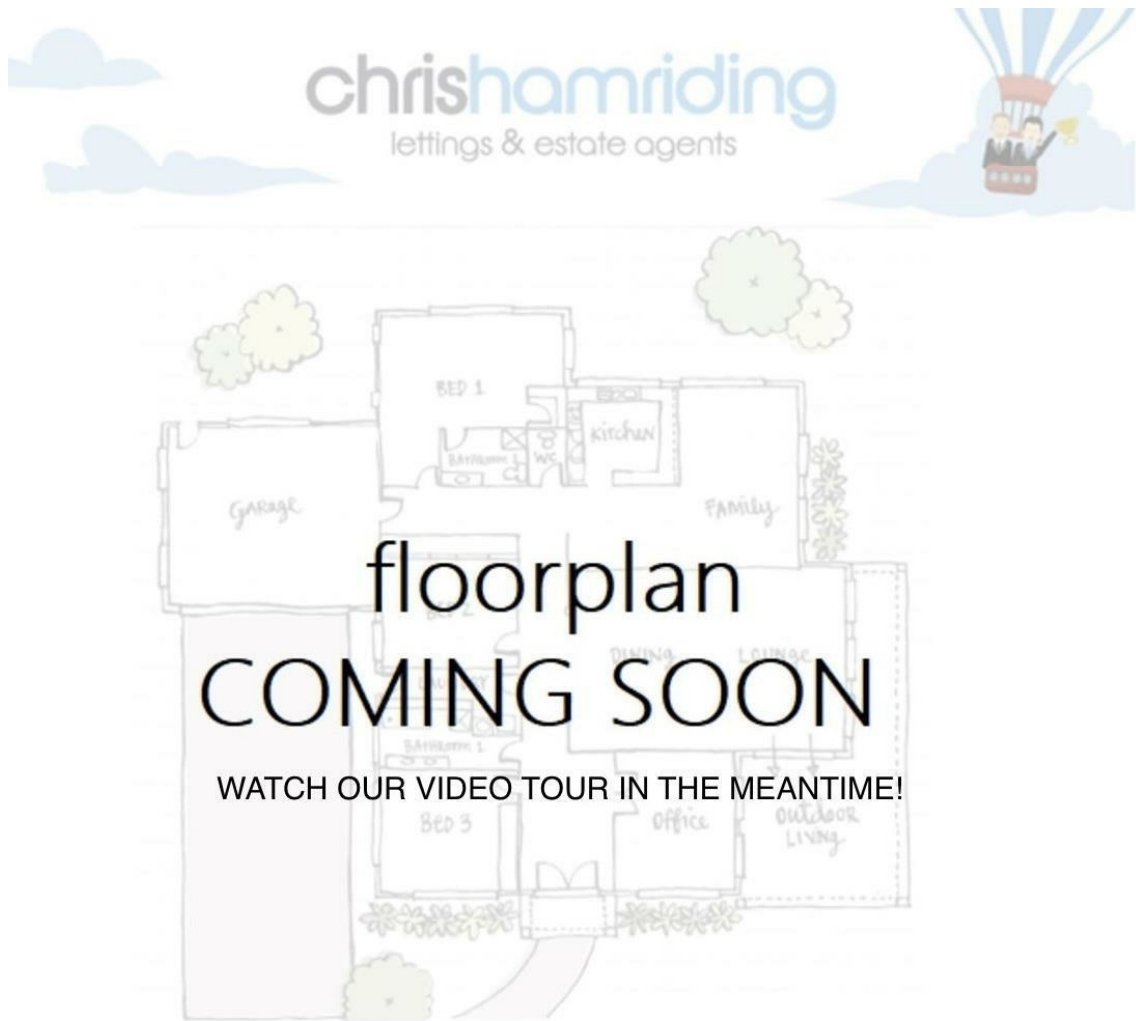 chrishamriding
lettings & estate agents
BED 1
kitchen
BATHROOM
WC
GARAGE
FAMily
floorplan
BED 2
DINING LOUNGE
COMING SOON
BATHROOM 1
WATCH OUR VIDEO TOUR IN THE MEANTIME!
BED 3
OFFice
OUTDOOR
LIVING